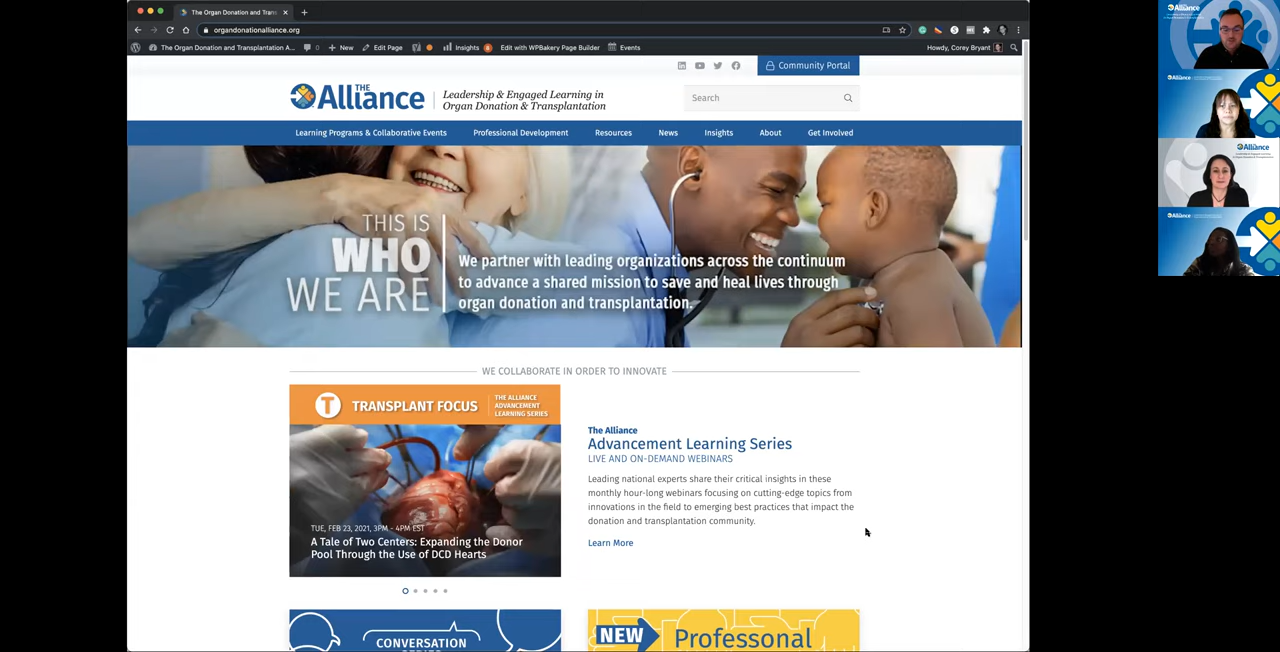 The Organ Donation and Trans
organdonationalliance.org
The Organ Donation and Transplantation A... 0 New Edit Page 8 Insights Edit with WPBakery Page Builder Events Howdy, Corey Bryant
Community Portal
THE
Alliance
Leadership & Engaged Learning in
Organ Donation & Transplantation
Search
Learning Programs & Collaborative Events Professional Development Resources News Insights About Get Involved
THIS IS
WHO
WE ARE
We partner with leading organizations across the continuum
to advance a shared mission to save and heal lives through
organ donation and transplantation.
WE COLLABORATE IN ORDER TO INNOVATE
T TRANSPLANT FOCUS
THE ALLIANCE
ADVANCEMENT
LEARNING SERIES
TUE, FEB 23, 2021, 3PM - 4PM EST
A Tale of Two Centers: Expanding the Donor
Pool Through the Use of DCD Hearts
The Alliance
Advancement Learning Series
LIVE AND ON-DEMAND WEBINARS
Leading national experts share their critical insights in these
monthly hour-long webinars focusing on cutting-edge topics from
innovations in the field to emerging best practices that impact the
donation and transplantation community.
Learn More
CONVERSATION
NEW Professonal
Alliance
Alliance
Alliance
Alliance